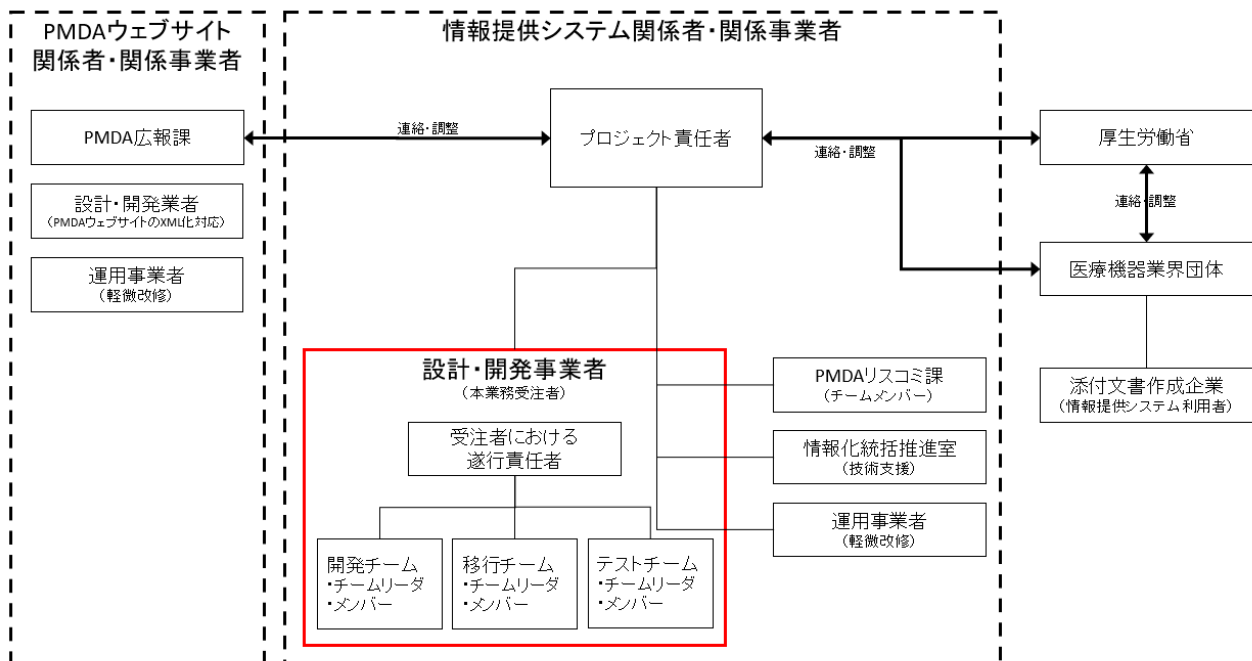 PMDAウェブサイト
関係者・関係事業者
情報提供システム関係者・関係事業者
PMDA広報課
連絡・調整
プロジェクト責任者
連絡・調整
厚生労働省
設計・開発業者
(PMDAウェブサイトのXML化対応)
連絡・調整
運用事業者
(軽微改修)
医療機器業界団体
設計・開発事業者
(本業務受注者)
PMDAリスコミ課
(チームメンバー)
添付文書作成企業
(情報提供システム利用者)
受注者における
遂行責任者
情報化統括推進室
(技術支援)
運用事業者
(軽微改修)
開発チーム
・チームリーダ
・メンバー
移行チーム
・チームリーダ
・メンバー
テストチーム
・チームリーダ
・メンバー